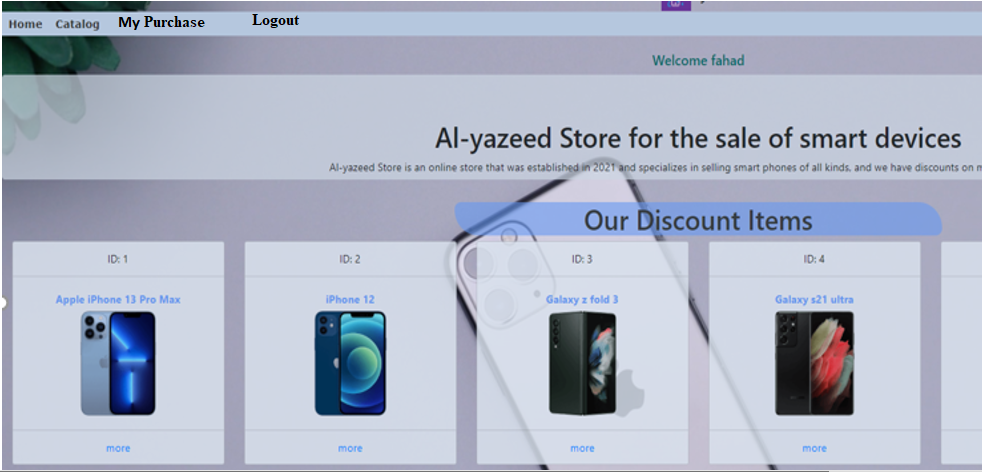 Home Catalog My Purchase Logout
Welcome fahad
Al-yazeed Store for the sale of smart devices
Al-yazeed Store is an online store that was established in 2021 and specializes in selling smart phones of all kinds, and we have discounts on
Our Discount Items
ID: 1
ID: 2
ID: 3
ID: 4
Apple iPhone 13 Pro Max
iPhone 12
Galaxy z fold 3
Galaxy s21 ultra
more
more
more
more